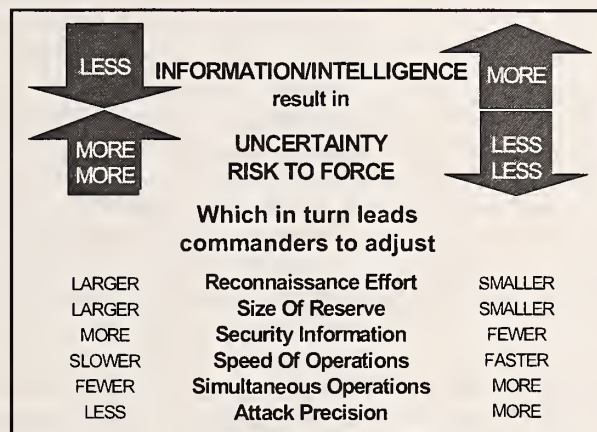 LESS INFORMATION/INTELLIGENCE MORE
result in
MORE UNCERTAINTY LESS
MORE RISK TO FORCE LESS
Which in turn leads
commanders to adjust
LARGER Reconnaissance Effort SMALLER
LARGER Size Of Reserve SMALLER
MORE Security Information FEWER
SLOWER Speed Of Operations FASTER
FEWER Simultaneous Operations MORE
LESS Attack Precision MORE